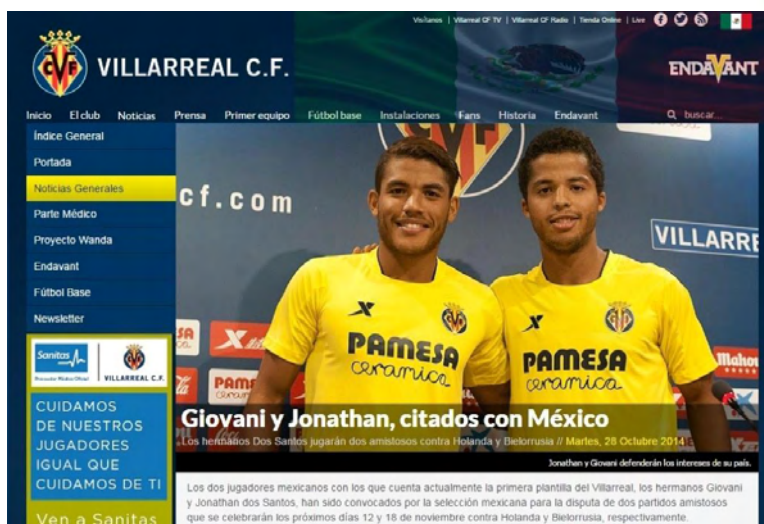 Visítanos | Villarreal CF TV | Villarreal CF Radio | Tienda Online | Live
VILLARREAL C.F.
ENDAVANT
Inicio El club Noticias Prensa Primer equipo Fútbol base Instalaciones Fans Historia Endavant buscar...
Índice General
Portada
Noticias Generales
Parte Médico
Proyecto Wanda
Endavant
Fútbol Base
Newsletter
cf.com
CVF
VILLARRE
PAMESA
cerámica
PAMESA
cerámica
Mahou
PAMES
Sanitas
Proveedor Médico Oficial
VILLARREAL C.F.
CUIDAMOS
DE NUESTROS
JUGADORES
IGUAL QUE
CUIDAMOS DE TI
Ven a Sanitas
Giovani y Jonathan, citados con México
Los hermanos Dos Santos jugarán dos amistosos contra Holanda y Bielorrusia // Martes, 28 Octubre 2014
Jonathan y Giovani defenderán los intereses de su país.
Los dos jugadores mexicanos con los que cuenta actualmente la primera plantilla del Villarreal, los hermanos Giovani
y Jonathan dos Santos, han sido convocados por la selección mexicana para la disputa de dos partidos amistosos
que se celebrarán los próximos días 12 y 18 de noviembre contra Holanda y Bielorrusia, respectivamente.